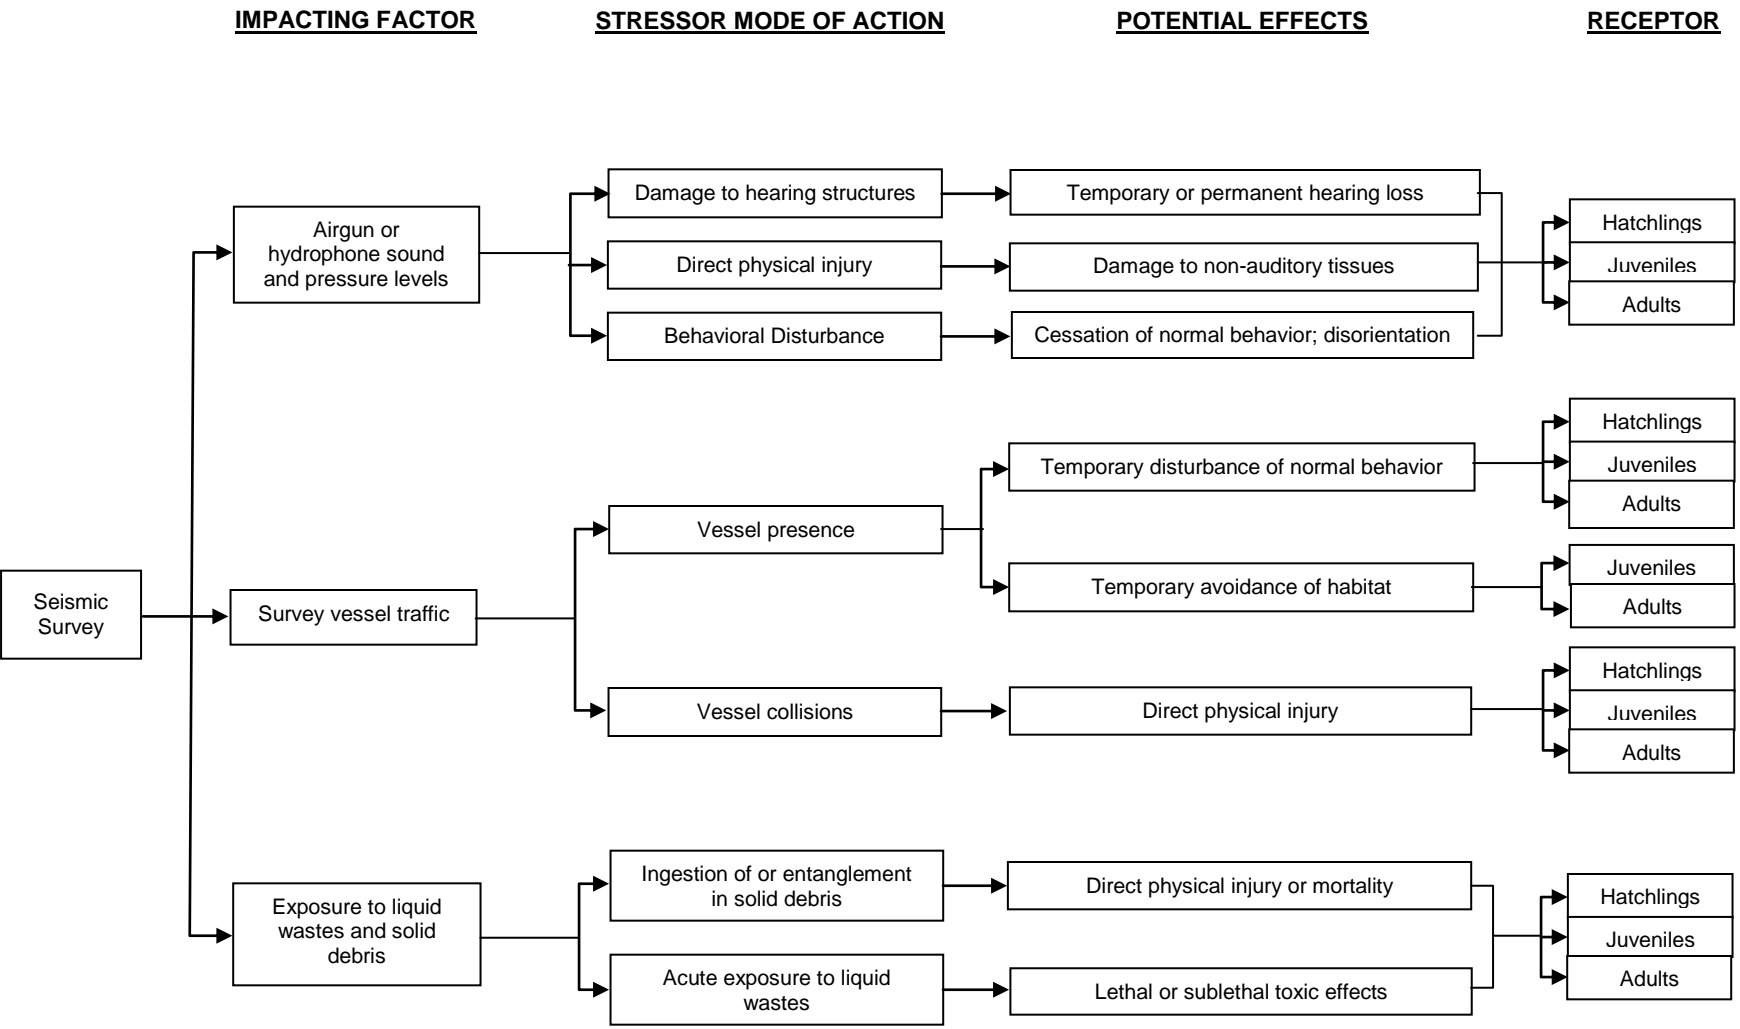 IMPACTING FACTOR
STRESSOR MODE OF ACTION
POTENTIAL EFFECTS
RECEPTOR
Seismic
Survey
Airgun or
hydrophone sound
and pressure levels
Damage to hearing structures
Temporary or permanent hearing loss
Direct physical injury
Damage to non-auditory tissues
Behavioral Disturbance
Cessation of normal behavior; disorientation
Hatchlings
Juveniles
Adults
Survey vessel traffic
Vessel presence
Temporary disturbance of normal behavior
Hatchlings
Juveniles
Adults
Temporary avoidance of habitat
Juveniles
Adults
Vessel collisions
Direct physical injury
Hatchlings
Juveniles
Adults
Exposure to liquid
wastes and solid
debris
Ingestion of or entanglement
in solid debris
Direct physical injury or mortality
Acute exposure to liquid
wastes
Lethal or sublethal toxic effects
Hatchlings
Juveniles
Adults